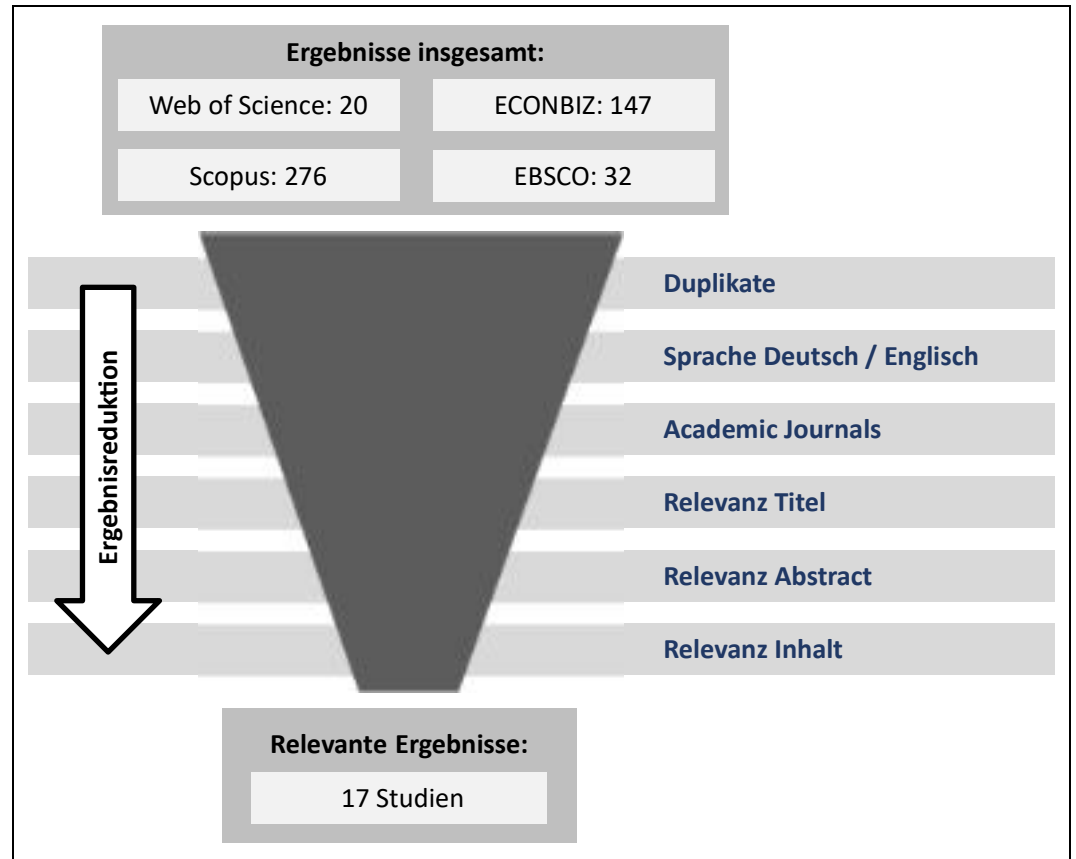 Ergebnisse insgesamt:
Web of Science: 20
ECONBIZ: 147
Scopus: 276
EBSCO: 32
Ergebnisreduktion
Duplikate
Sprache Deutsch / Englisch
Academic Journals
Relevanz Titel
Relevanz Abstract
Relevanz Inhalt
Relevante Ergebnisse:
17 Studien